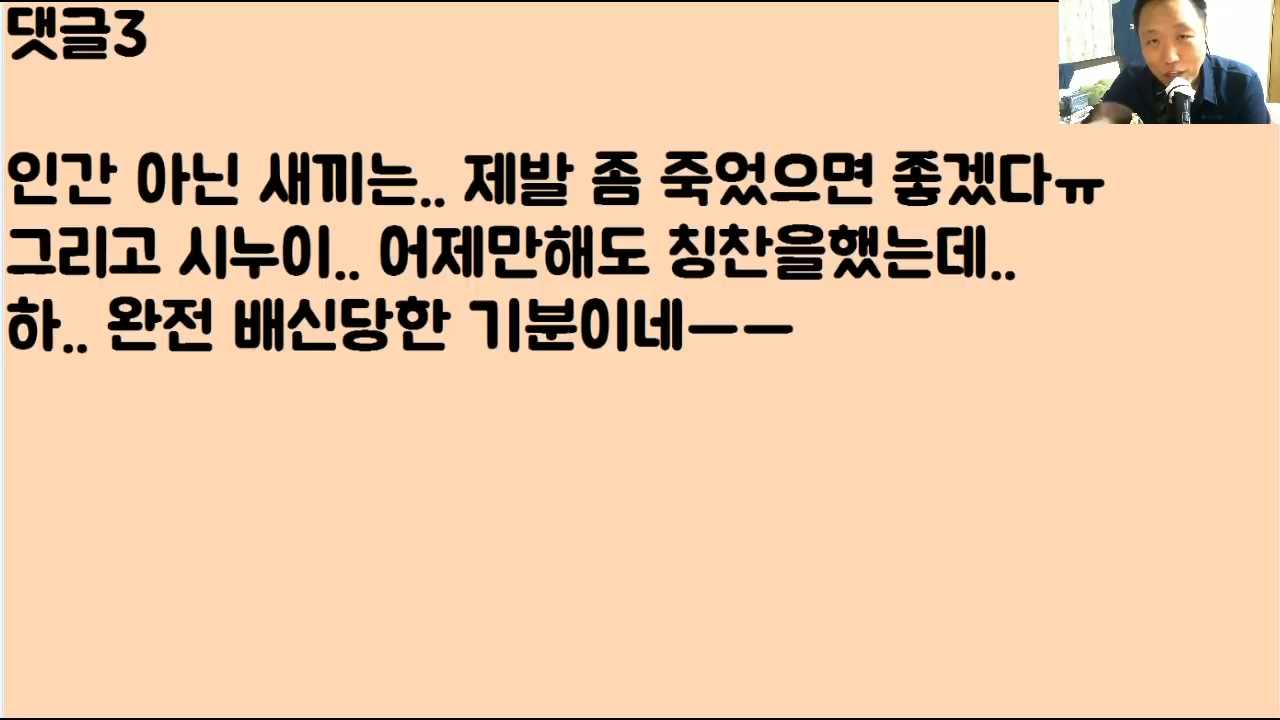 댓글3
인간 아닌 새끼는.. 제발 좀 죽었으면 좋겠다ㅠ
그리고 시누이.. 어제만해도 칭찬을했는데..
하.. 완전 배신당한 기분이네ㅡㅡ